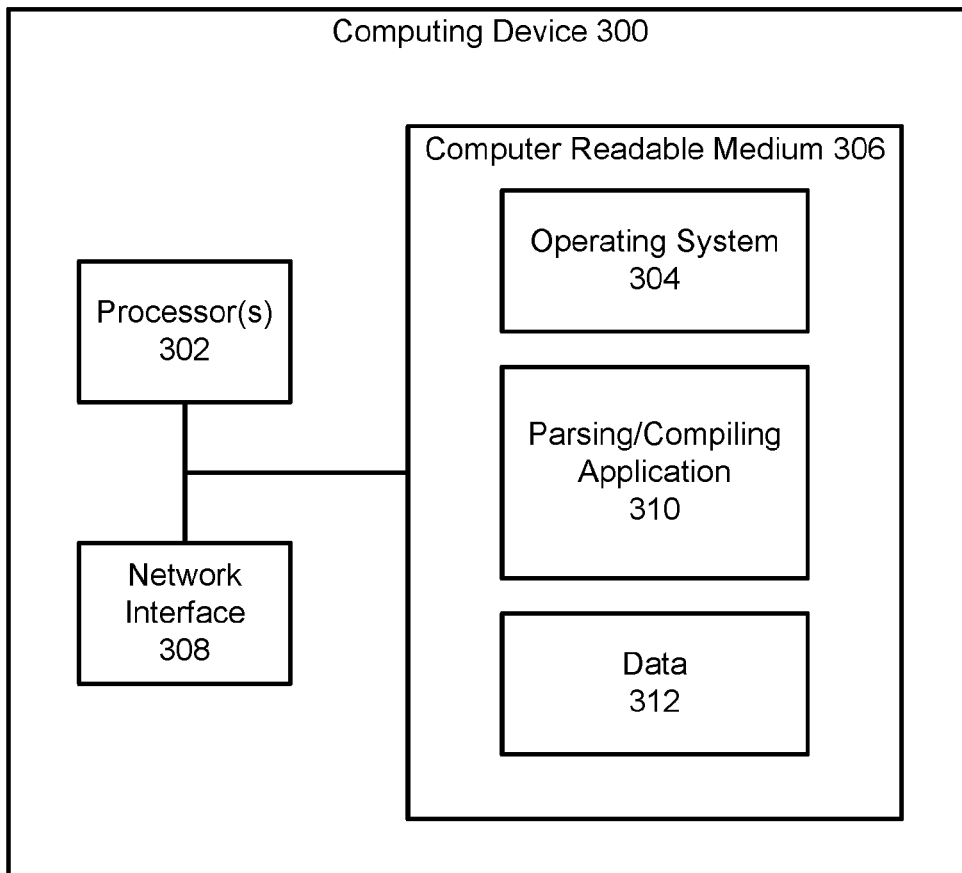 Computing Device 300
Computer Readable Medium 306
Operating System
304
Processor(s)
302
Parsing/Compiling
Application
310
Network
Interface
308
Data
312